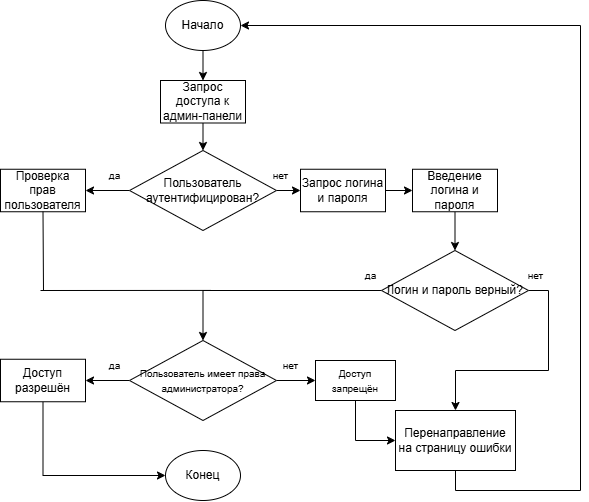 Начало
Запрос
доступа к
админ-панели
Проверка
прав
пользователя
да
Пользователь
аутентифицирован?
нет
Запрос логина
и пароля
Введение
логина и
пароля
да
Логин и пароль верный?
нет
Доступ
разрешён
да
Пользователь имеет права
администратора?
нет
Доступ
запрещён
Перенаправление
на страницу ошибки
Конец